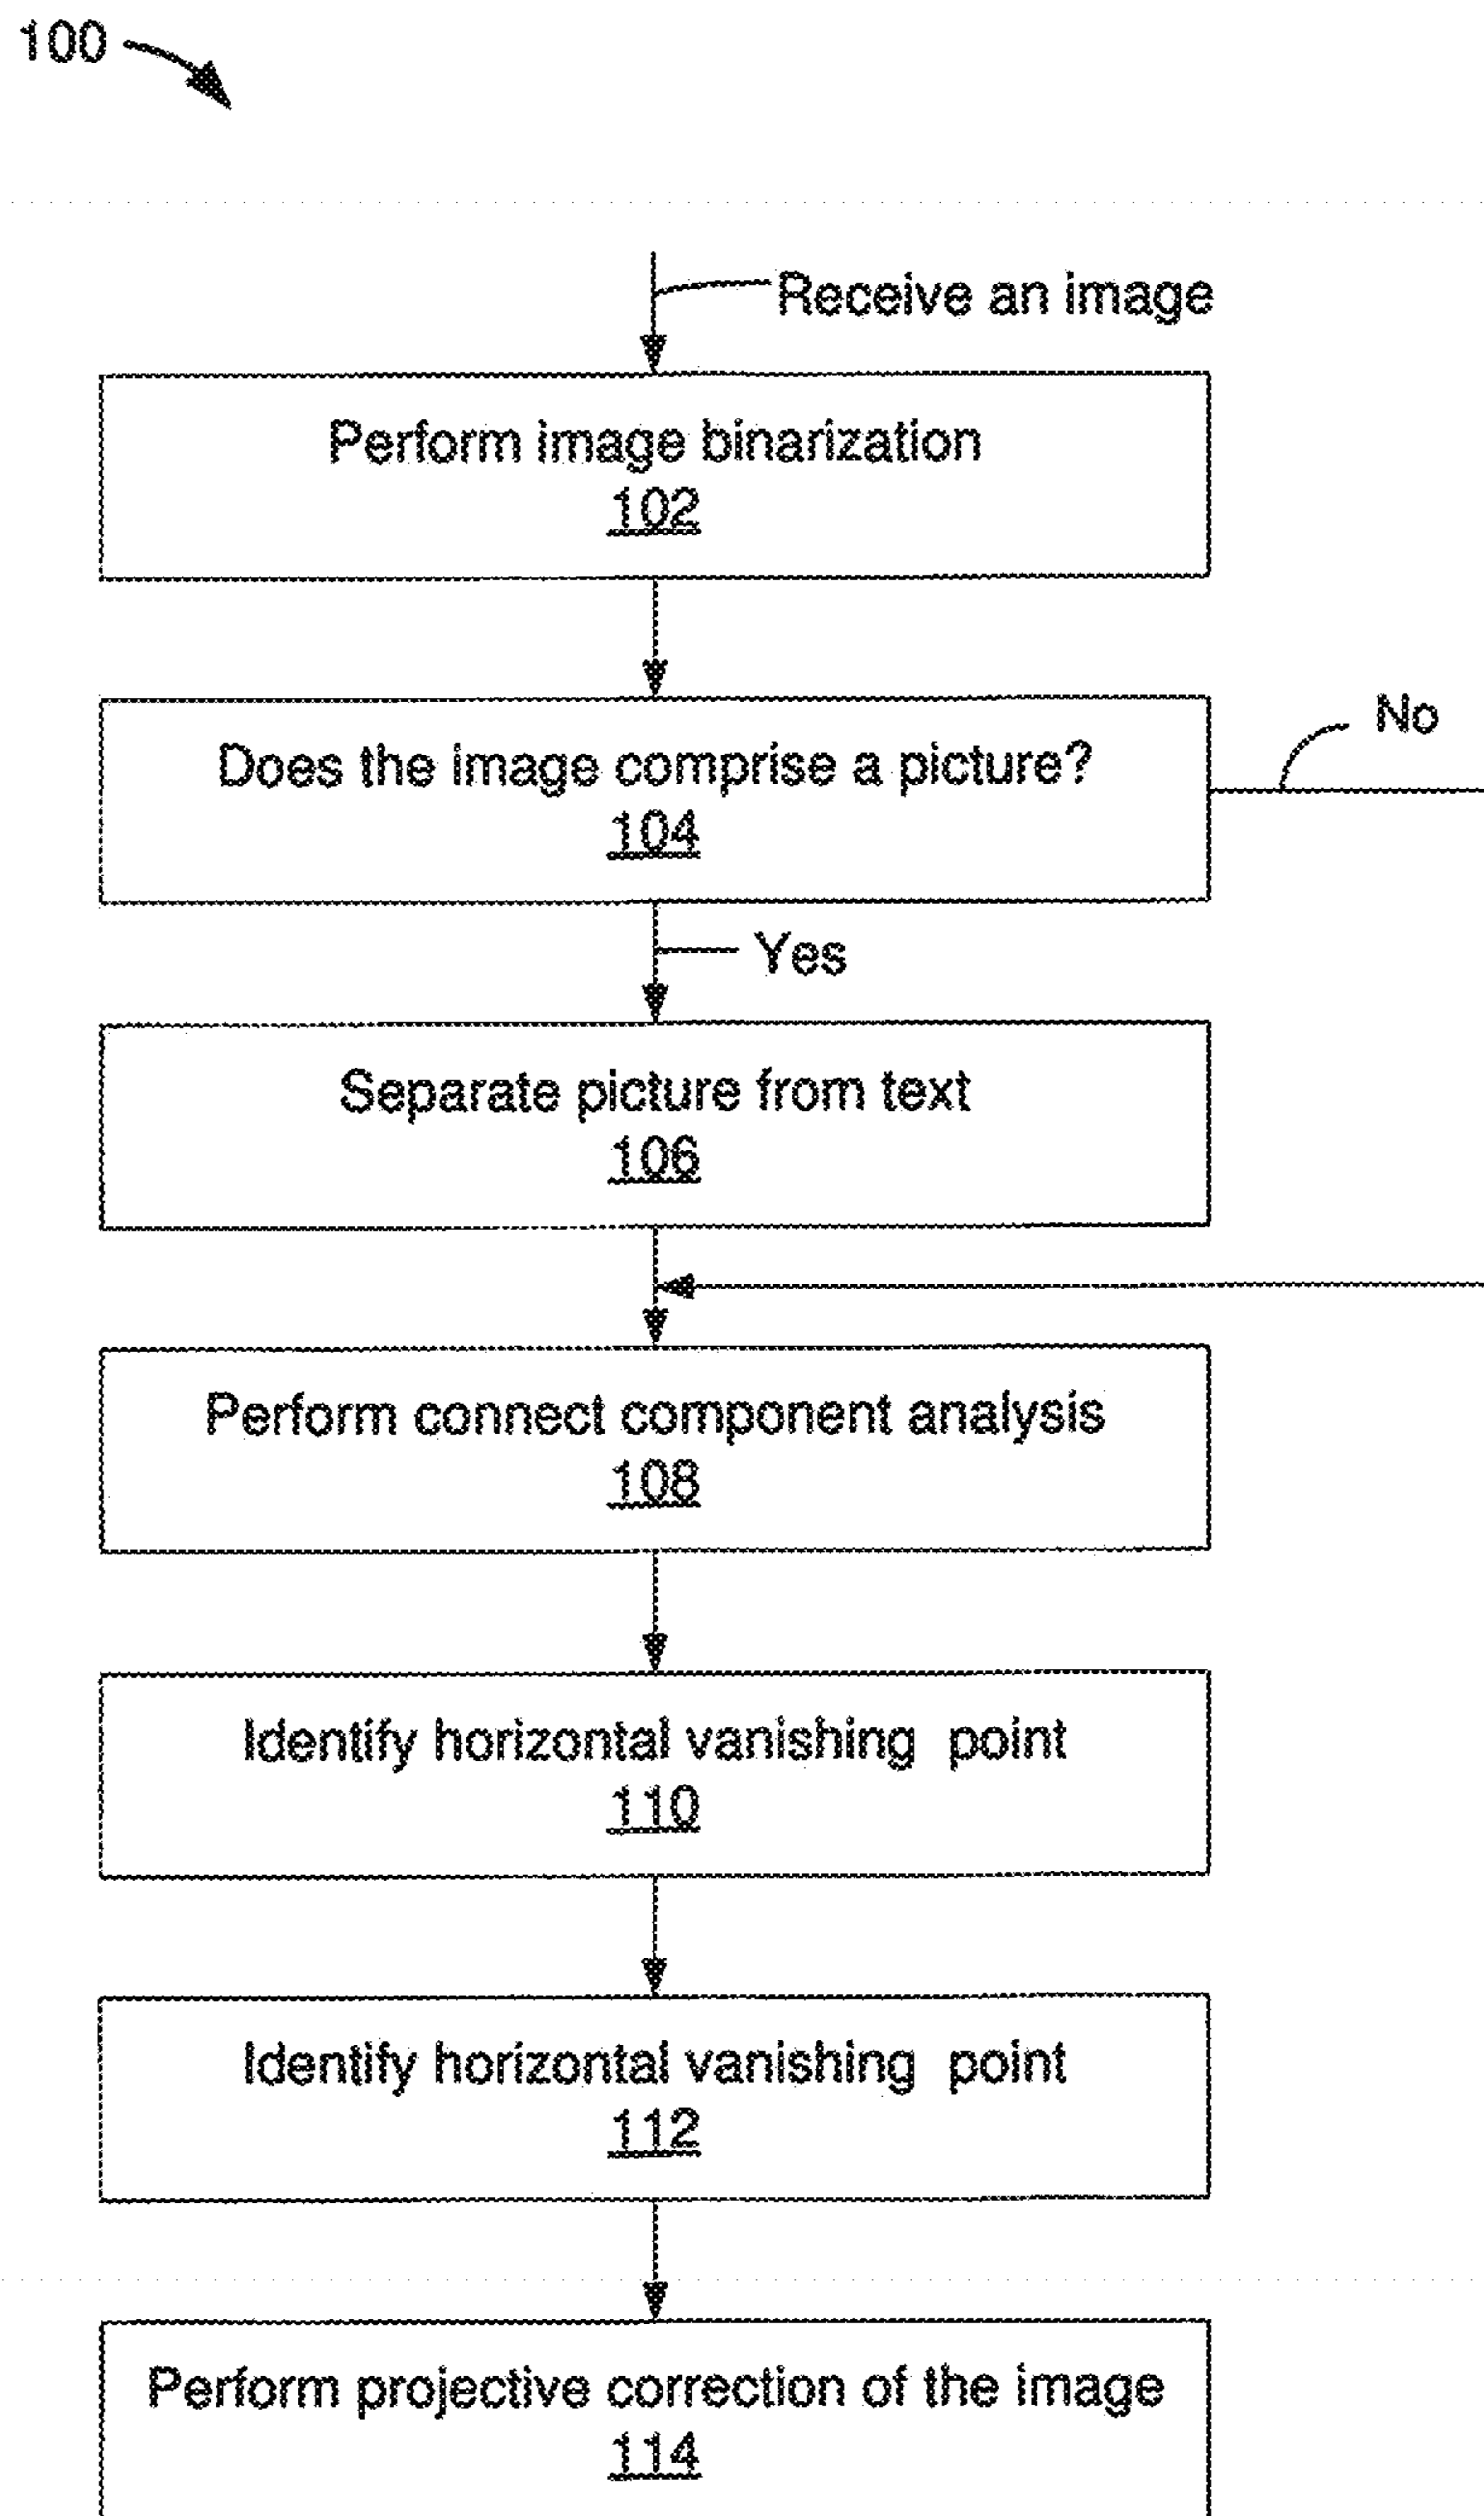 100
Receive an image
Perform image binarization
102
Does the image comprise a picture?
104
No
Yes
Separate picture from text
106
Perform connect component analysis
108
Identify horizontal vanishing point
110
Identify horizontal vanishing point
112
Perform projective correction of the image
114